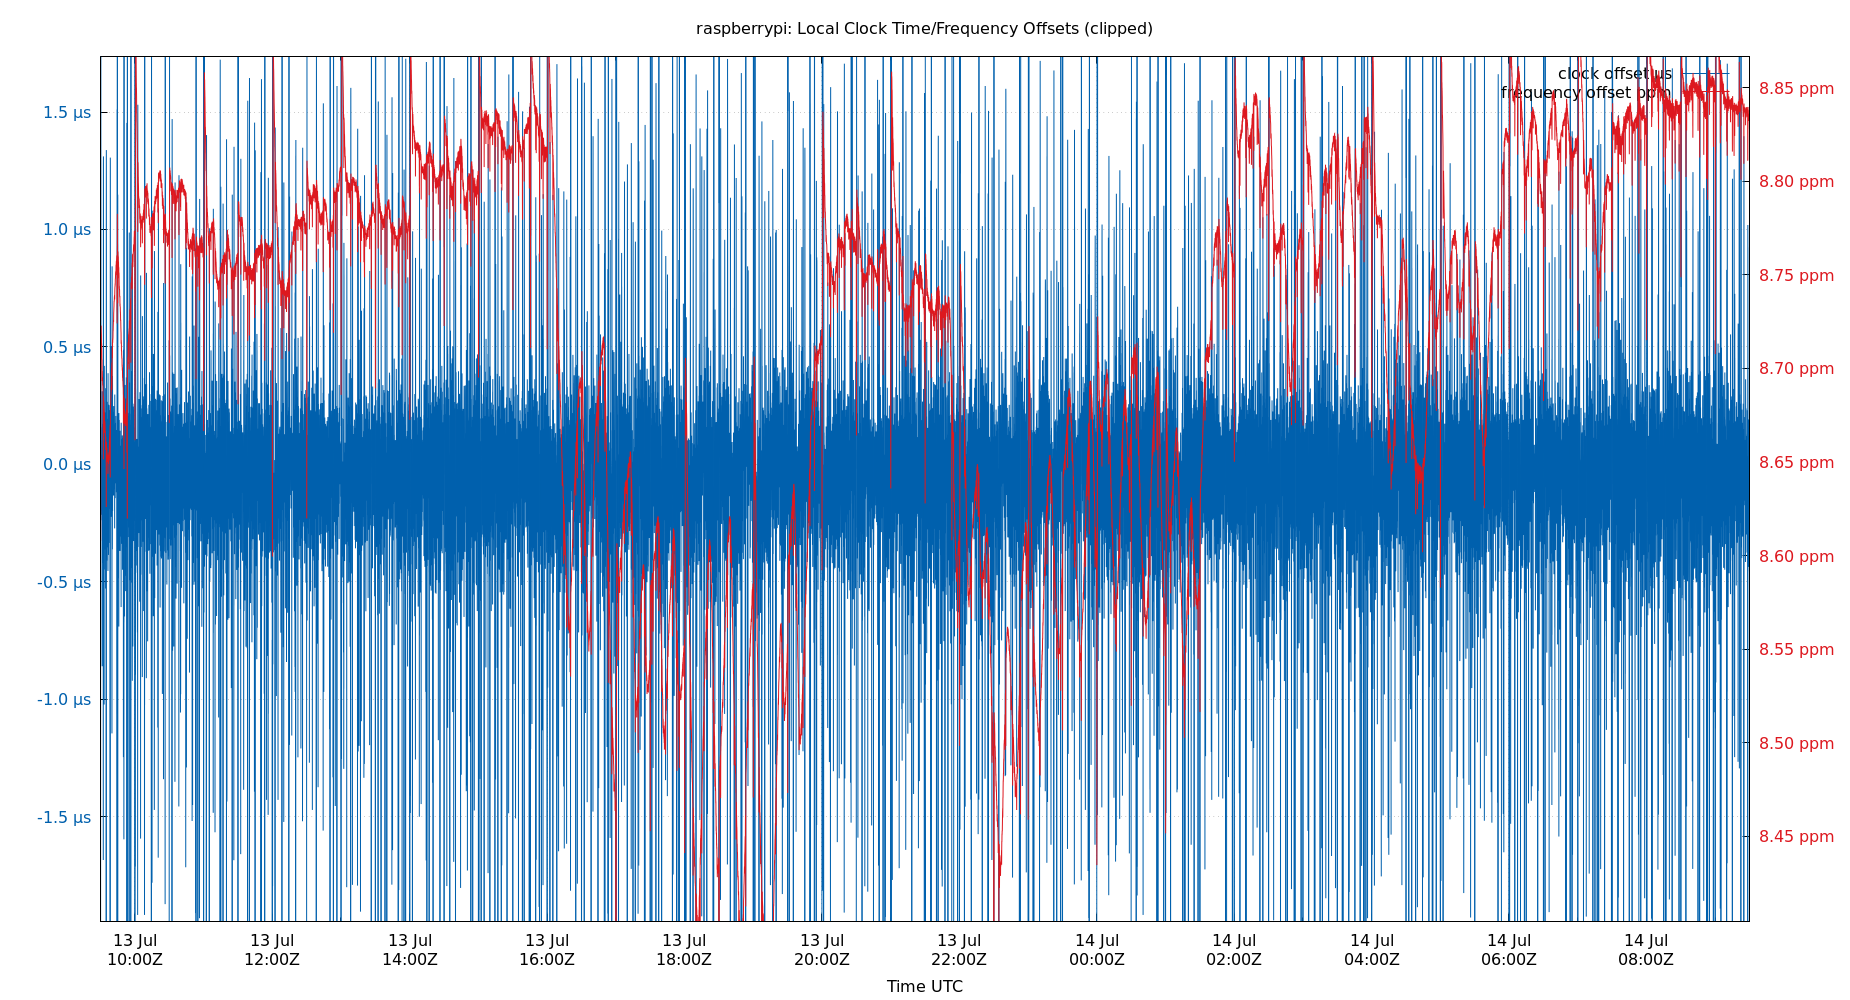 raspberrypi: Local Clock Time/Frequency Offsets (clipped)
clock offset us
frequency offset ppm
1.5 µs
1.0 µs
0.5 µs
0.0 µs
-0.5 µs
-1.0 µs
-1.5 µs
8.85 ppm
8.80 ppm
8.75 ppm
8.70 ppm
8.65 ppm
8.60 ppm
8.55 ppm
8.50 ppm
8.45 ppm
13 Jul 13 Jul 13 Jul 13 Jul 13 Jul 13 Jul 13 Jul 14 Jul 14 Jul 14 Jul 14 Jul 14 Jul
10:00Z 12:00Z 14:00Z 16:00Z 18:00Z 20:00Z 22:00Z 00:00Z 02:00Z 04:00Z 06:00Z 08:00Z
Time UTC